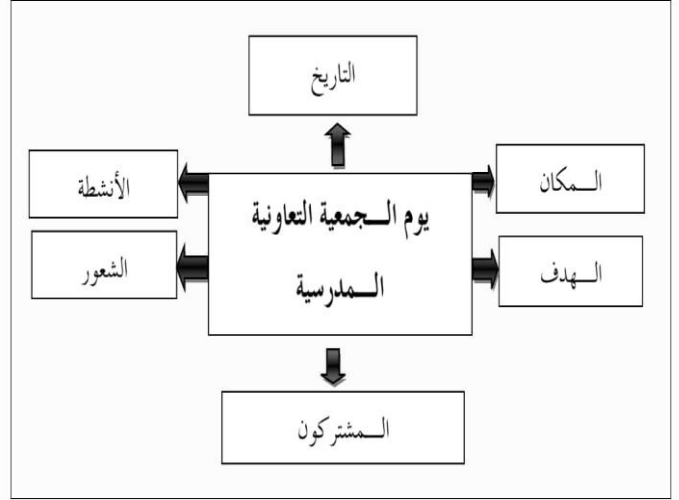 التاريخ
المكان
الأنشطة
يوم الجمعية التعاونية
المدرسية
الهدف
الشعور
المشتركون